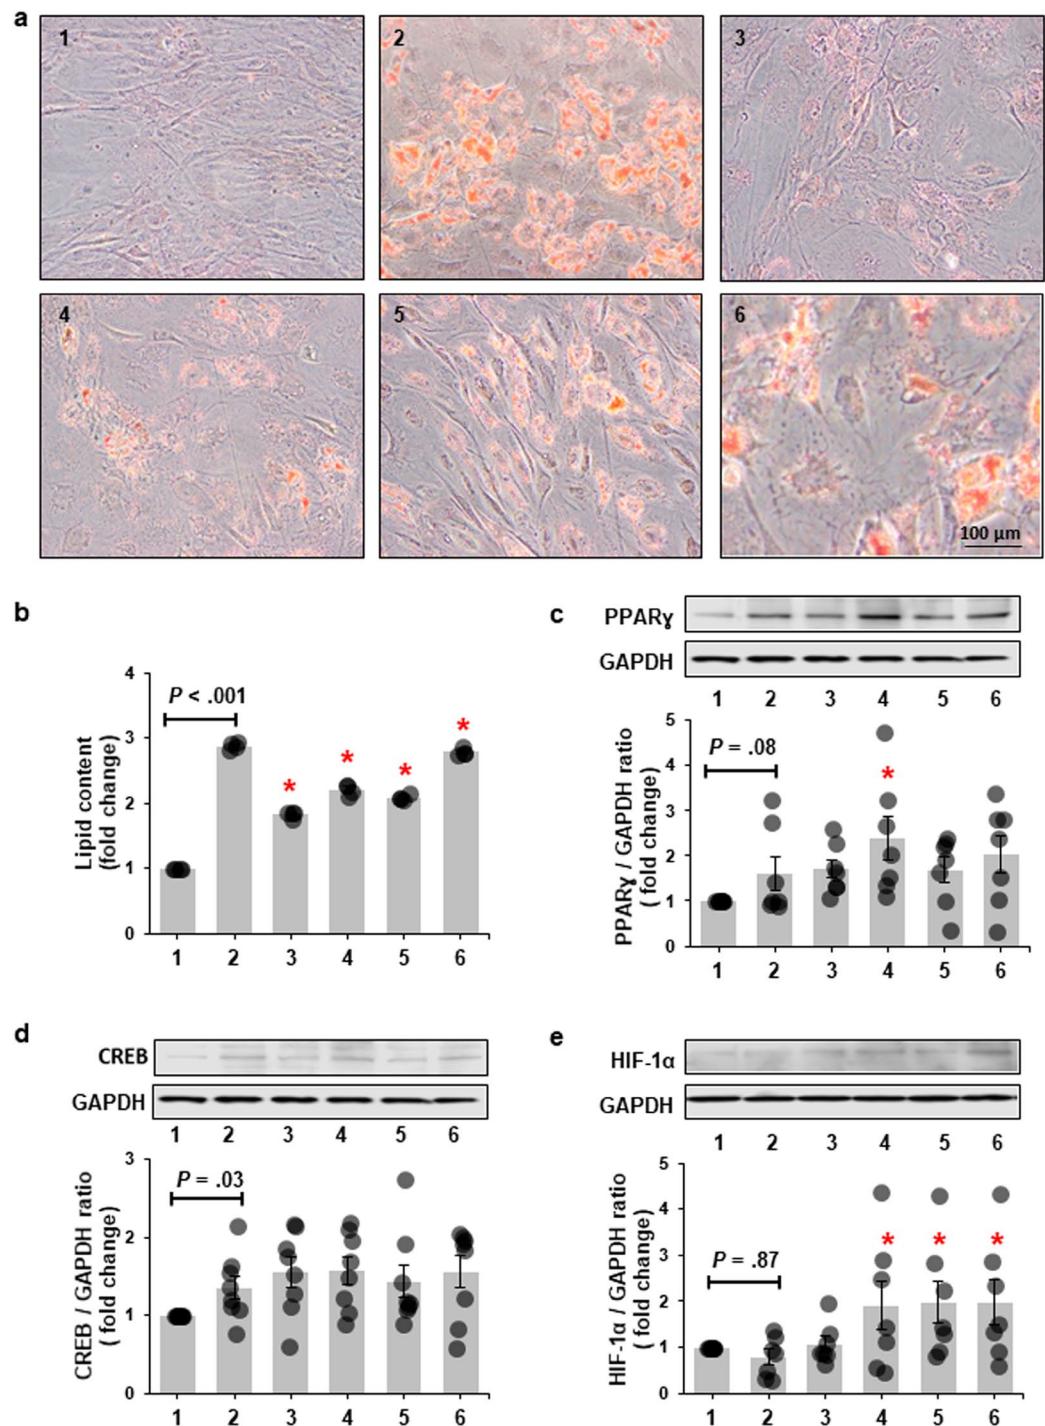 a
1
2
3
4
5
6
100 µm
b
4
3
2
1
0
Lipid content
(fold change)
P < .001
*
*
*
*
1 2 3 4 5 6
c
PPARɣ
GAPDH
1 2 3 4 5 6
5
4
3
2
1
0
PPARγ / GAPDH ratio
( fold change)
P = .08
*
1 2 3 4 5 6
d
CREB
GAPDH
1 2 3 4 5 6
3
2
1
0
CREB / GAPDH ratio
( fold change)
P = .03
1 2 3 4 5 6
e
HIF-1α
GAPDH
1 2 3 4 5 6
5
4
3
2
1
0
HIF-1α / GAPDH ratio
( fold change)
P = .87
*
*
*
1 2 3 4 5 6